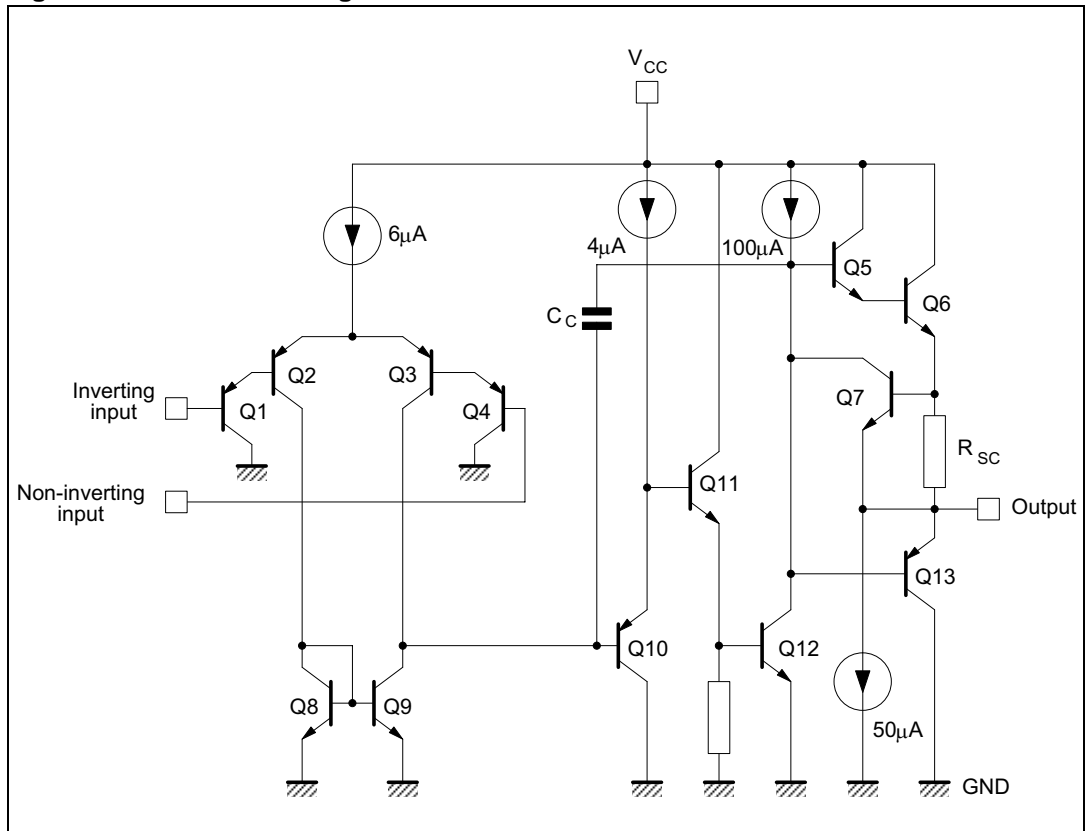 V CC
6μA
4μA
100μA
Q5
Q6
C C
Q2
Q3
Inverting
input
Q1
Q4
Q7
R SC
Non-inverting
input
Q11
Output
Q13
Q10
Q12
Q8
Q9
50μA
GND